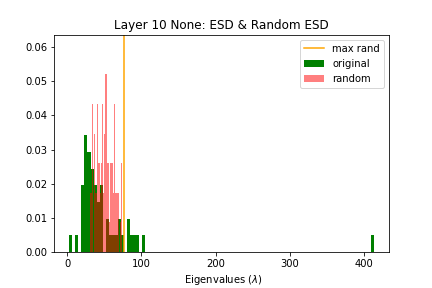 Layer 10 None: ESD & Random ESD
max rand
original
random
0.06
0.05
0.04
0.03
0.02
0.01
0.00
0
100
200
300
400
Eigenvalues (λ)